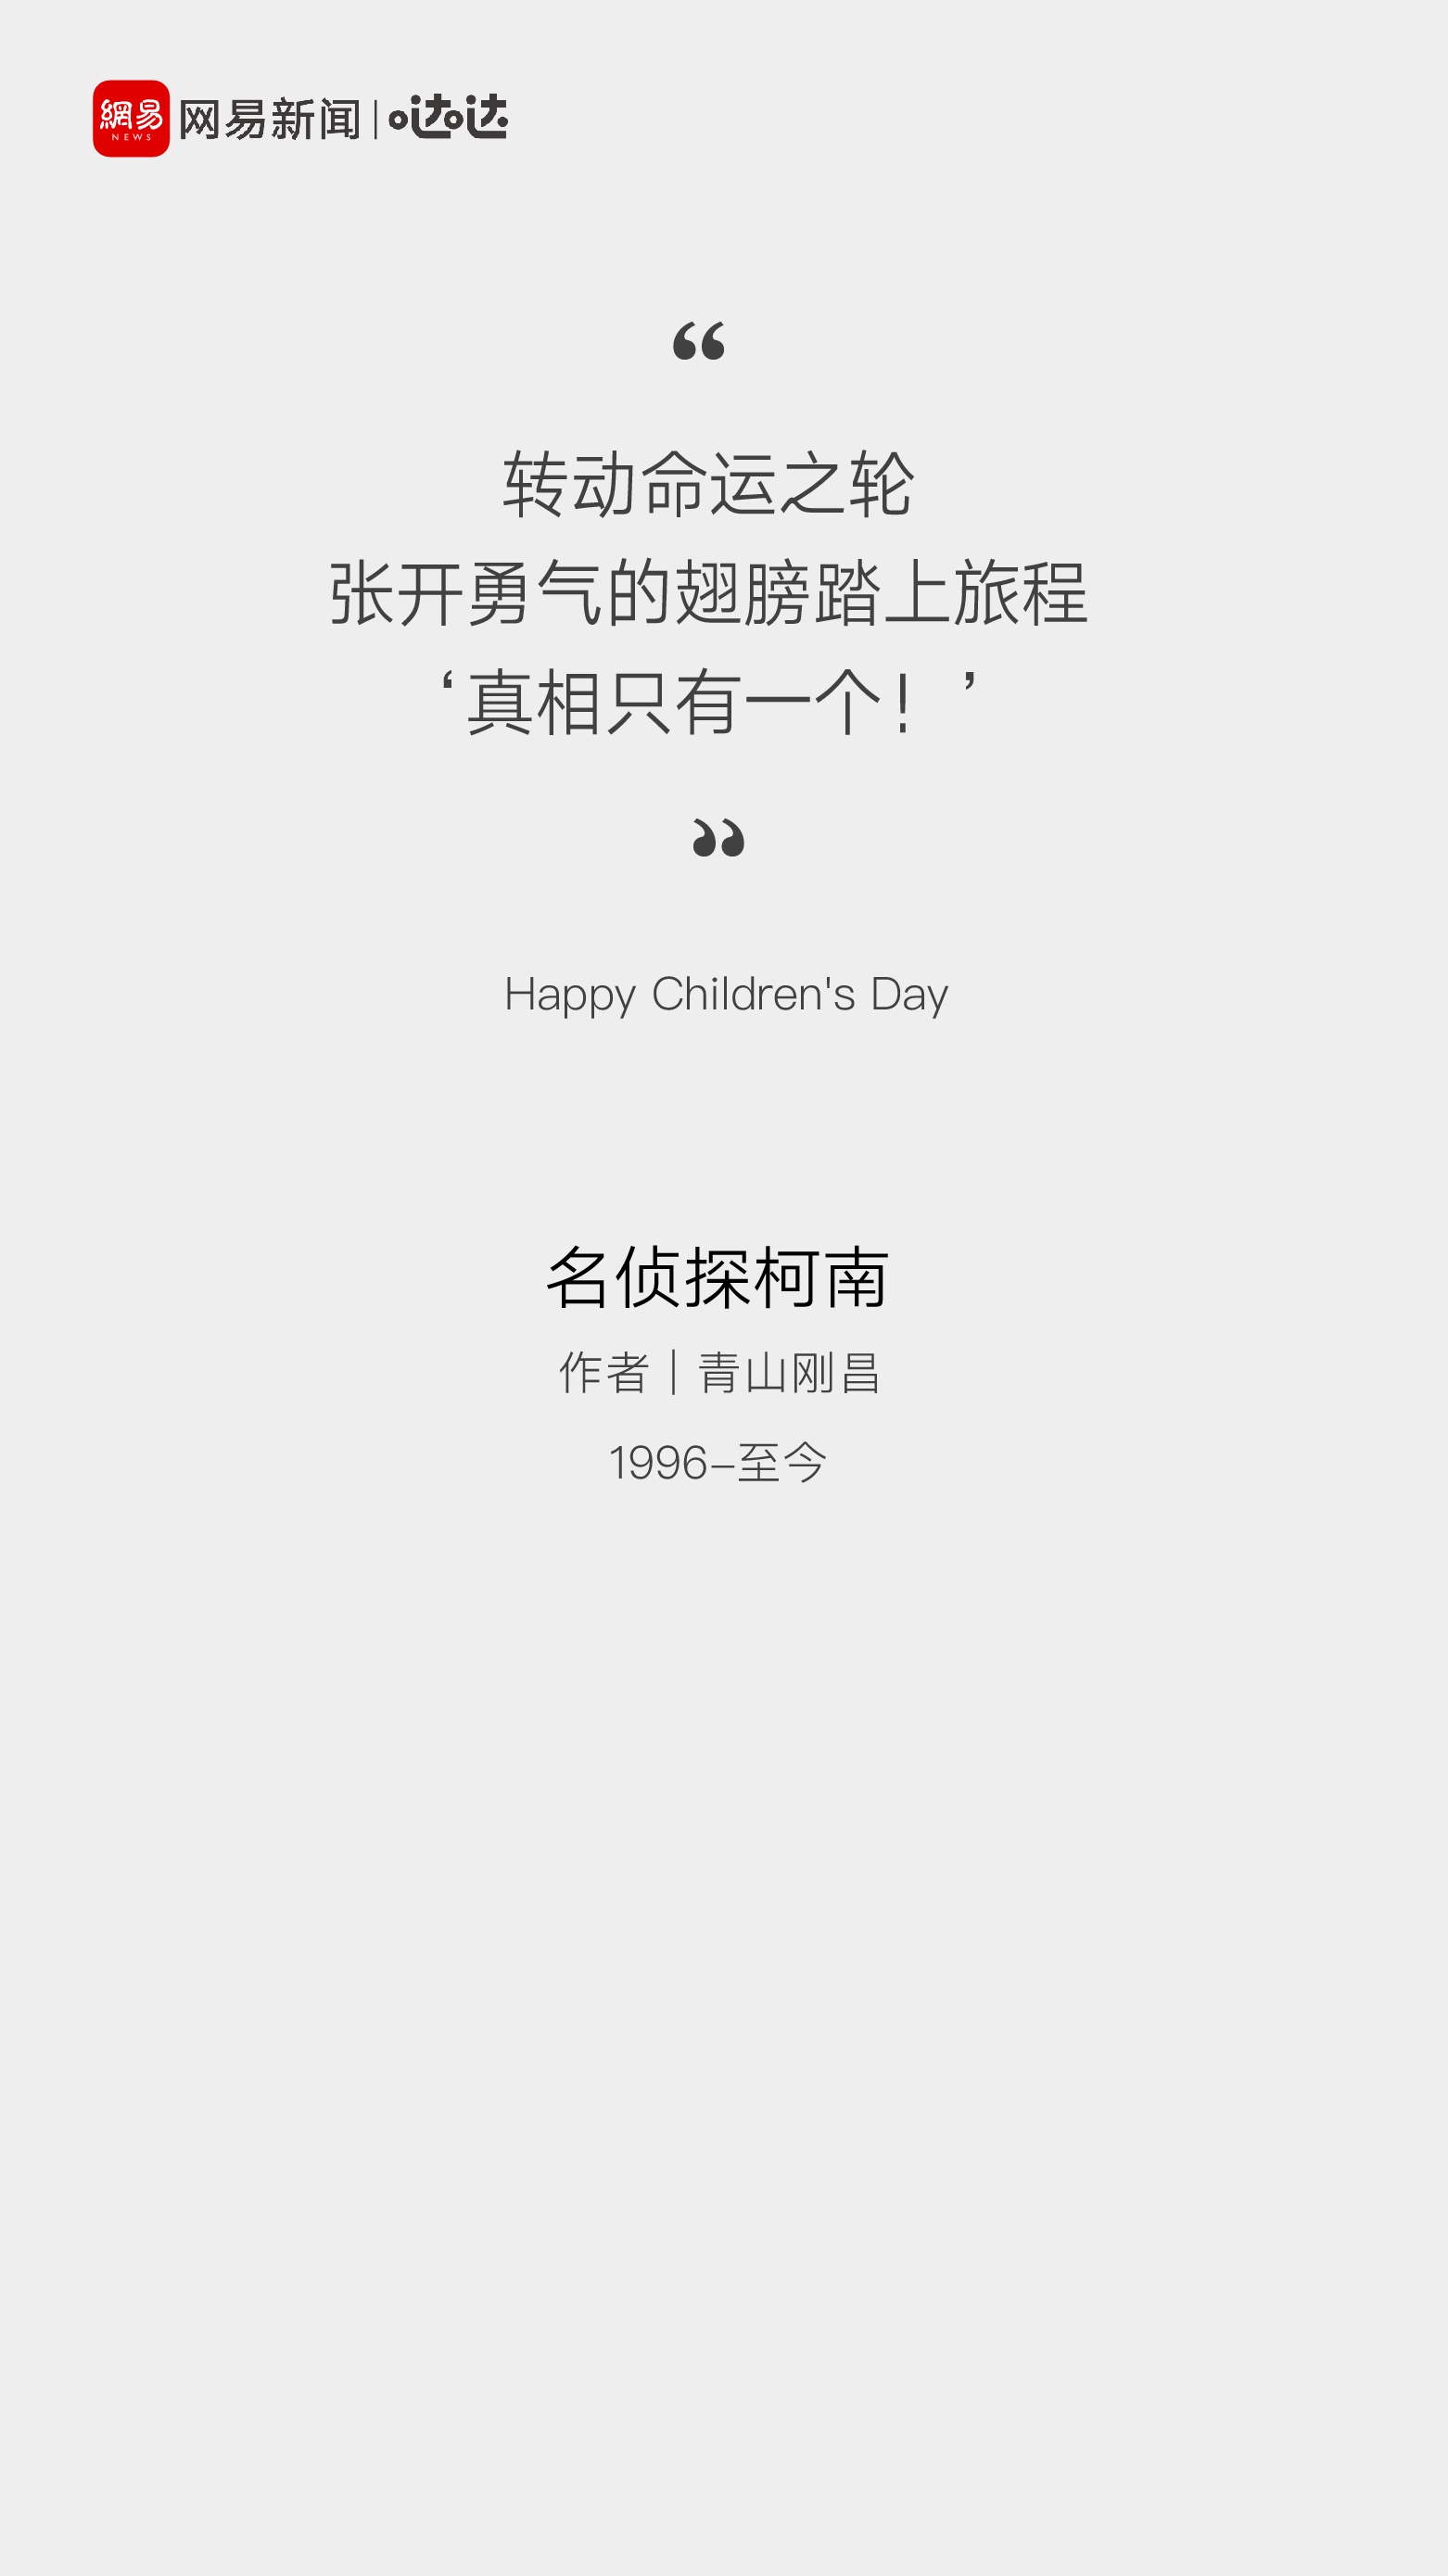 網易
NEWS
网易新闻|哒哒
“
转动命运之轮
张开勇气的翅膀踏上旅程
‘真相只有一个！’
”
Happy Children's Day
名侦探柯南
作者｜青山刚昌
1996-至今